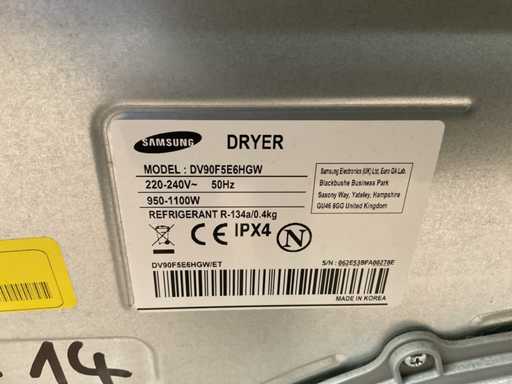 SAMSUNG
DRYER
MODEL : DV90F5E6HGW
220-240V~ 50Hz
950-1100W
REFRIGERANT R-134a/0.4kg
Samsung Electronics (UK) Ltd, Euro QA Lab.
Blackbushe Business Park
Saxony Way, Yateley, Hampshire
GU46 6GG United Kingdom
CE IPX4 N
DV90F5E6HGW/ET
S/N :
MADE IN KOREA
14